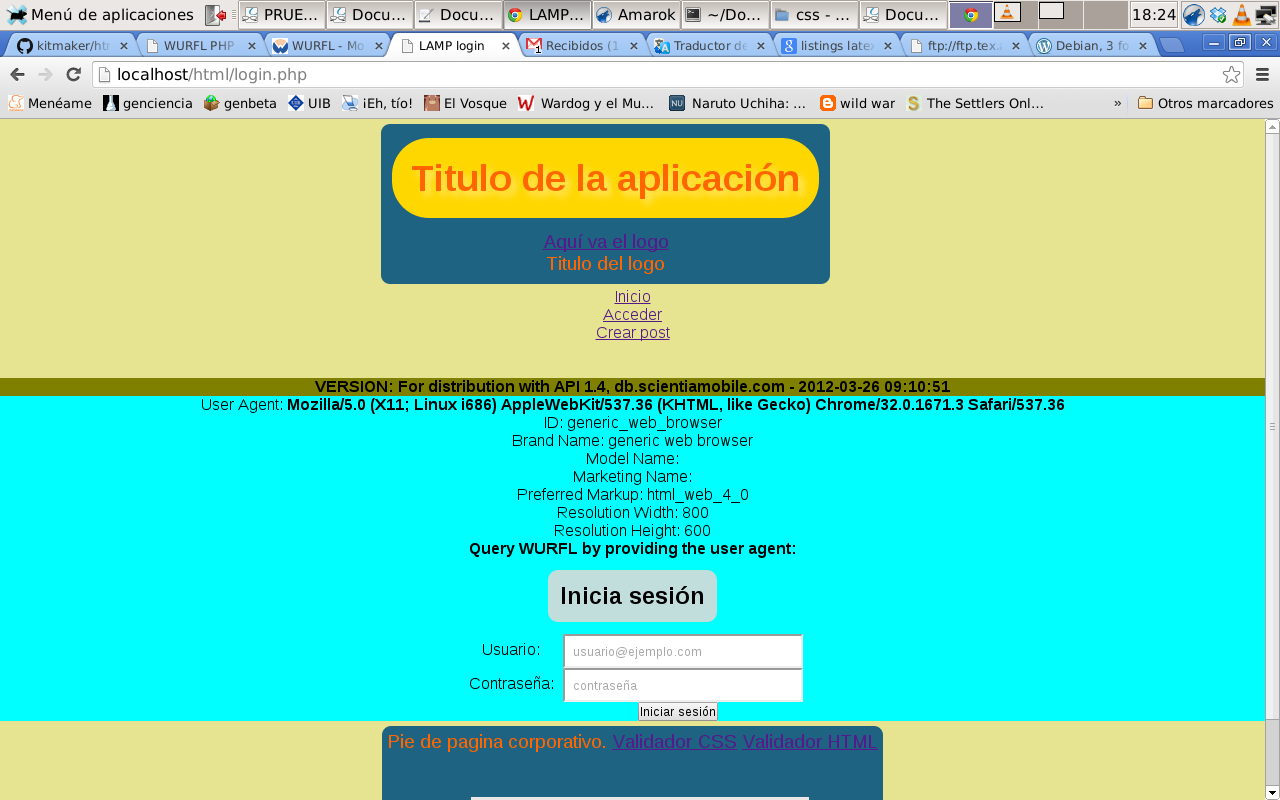 Menú de aplicaciones PRUE... Docu... Docu... LAMP... Amarok ~/Do... css - ... Docu... 18:24
kitmaker/htm WURFL PHP WURFL - Mo LAMP login Recibidos (1 Traductor de listings latex ftp://ftp.tex.a Debian, 3 fo
localhost/html/login.php
Menéame genciencia genbeta UIB ¡Eh, tío! El Vosque Wardog y el Mu... Naruto Uchiha: ... wild war The Settlers Onl... » Otros marcadores
Titulo de la aplicación
Aquí va el logo
Titulo del logo
Inicio
Acceder
Crear post
VERSION: For distribution with API 1.4, db.scientiamobile.com - 2012-03-26 09:10:51
User Agent: Mozilla/5.0 (X11; Linux i686) AppleWebKit/537.36 (KHTML, like Gecko) Chrome/32.0.1671.3 Safari/537.36
ID: generic_web_browser
Brand Name: generic web browser
Model Name:
Marketing Name:
Preferred Markup: html_web_4_0
Resolution Width: 800
Resolution Height: 600
Query WURFL by providing the user agent:
Inicia sesión
Usuario: usuario@ejemplo.com
Contraseña: contraseña
Iniciar sesión
Pie de pagina corporativo. Validador CSS Validador HTML